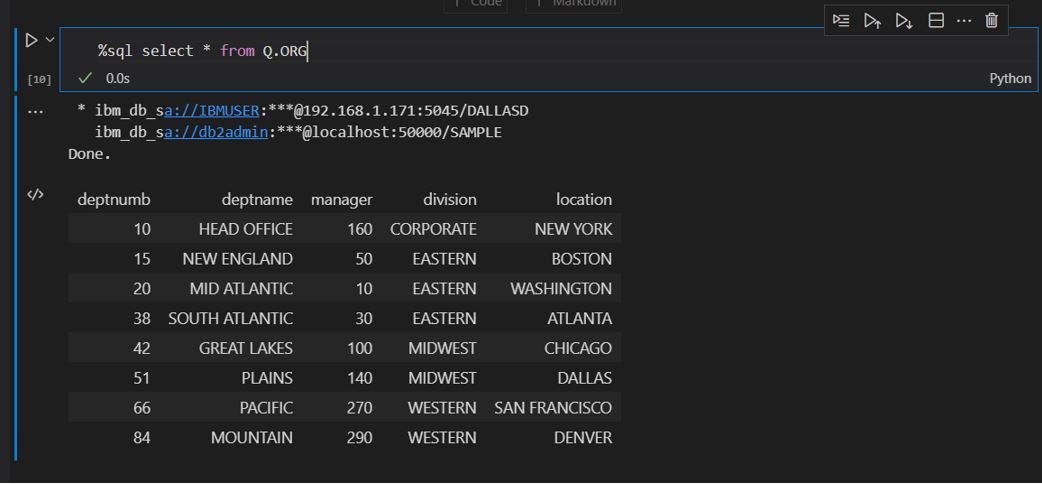 Code Markdown
%sql select * from Q.ORG
[10] 0.0s Python
* ibm_db_sa://IBMUSER:***@192.168.1.171:5045/DALLASD
ibm_db_sa://db2admin:***@localhost:50000/SAMPLE
Done.
deptnumb deptname manager division location
10 HEAD OFFICE 160 CORPORATE NEW YORK
15 NEW ENGLAND 50 EASTERN BOSTON
20 MID ATLANTIC 10 EASTERN WASHINGTON
38 SOUTH ATLANTIC 30 EASTERN ATLANTA
42 GREAT LAKES 100 MIDWEST CHICAGO
51 PLAINS 140 MIDWEST DALLAS
66 PACIFIC 270 WESTERN SAN FRANCISCO
84 MOUNTAIN 290 WESTERN DENVER